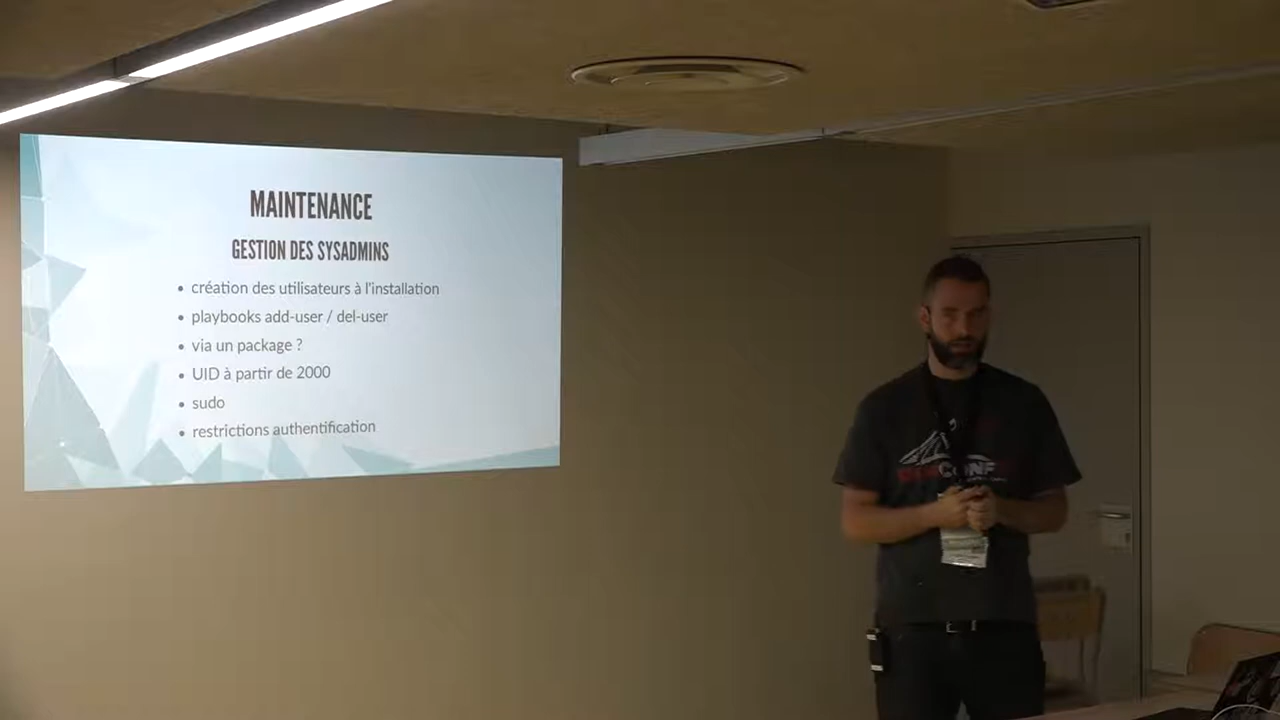 MAINTENANCE
GESTION DES SYSADMINS
• création des utilisateurs à l'installation
• playbooks add-user / del-user
• via un package ?
• UID à partir de 2000
• sudo
• restrictions authentification